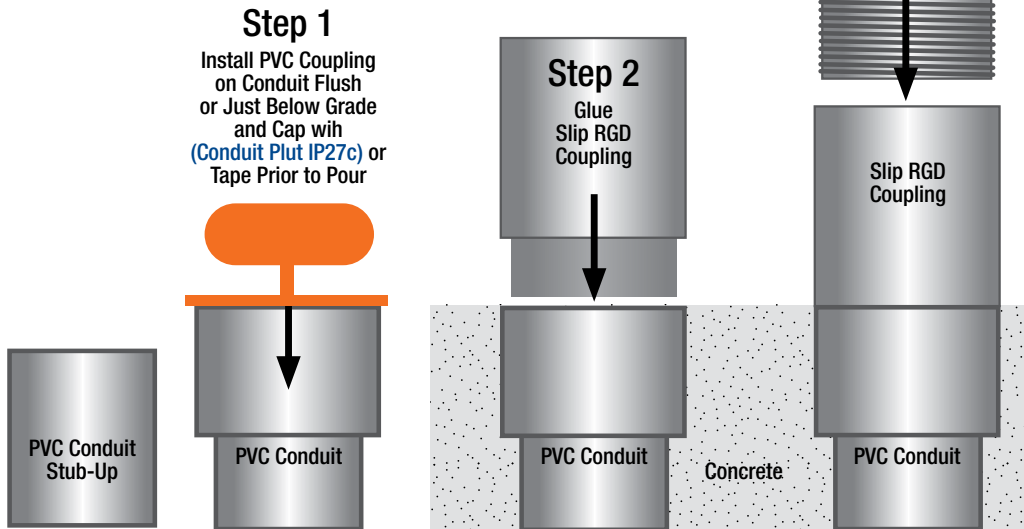 Step 1
Install PVC Coupling
on Conduit Flush
or Just Below Grade
and Cap wih
(Conduit Plut IP27c) or
Tape Prior to Pour
PVC Conduit
Stub-Up
PVC Conduit
Step 2
Glue
Slip RGD
Coupling
PVC Conduit
Concrete
Slip RGD
Coupling
PVC Conduit